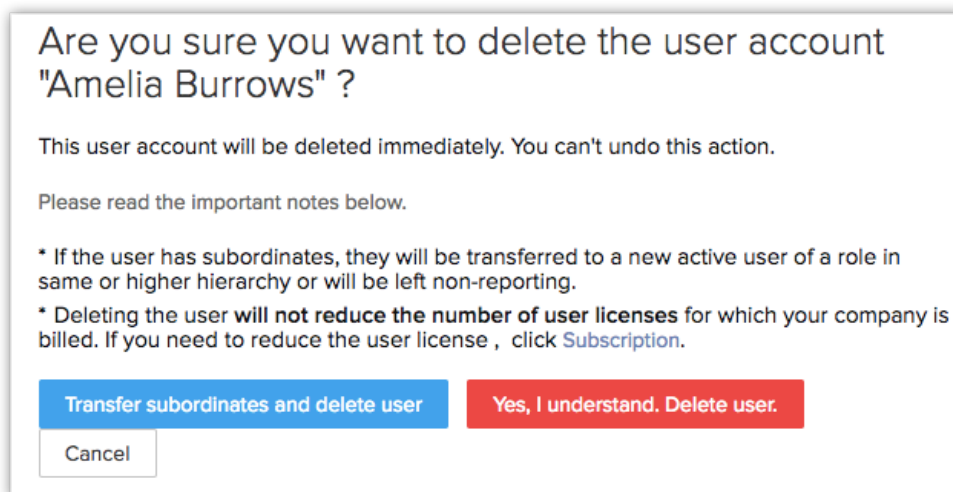 Are you sure you want to delete the user account
"Amelia Burrows" ?
This user account will be deleted immediately. You can't undo this action.
Please read the important notes below.
* If the user has subordinates, they will be transferred to a new active user of a role in
same or higher hierarchy or will be left non-reporting.
* Deleting the user will not reduce the number of user licenses for which your company is
billed. If you need to reduce the user license , click Subscription.
Transfer subordinates and delete user
Yes, I understand. Delete user.
Cancel